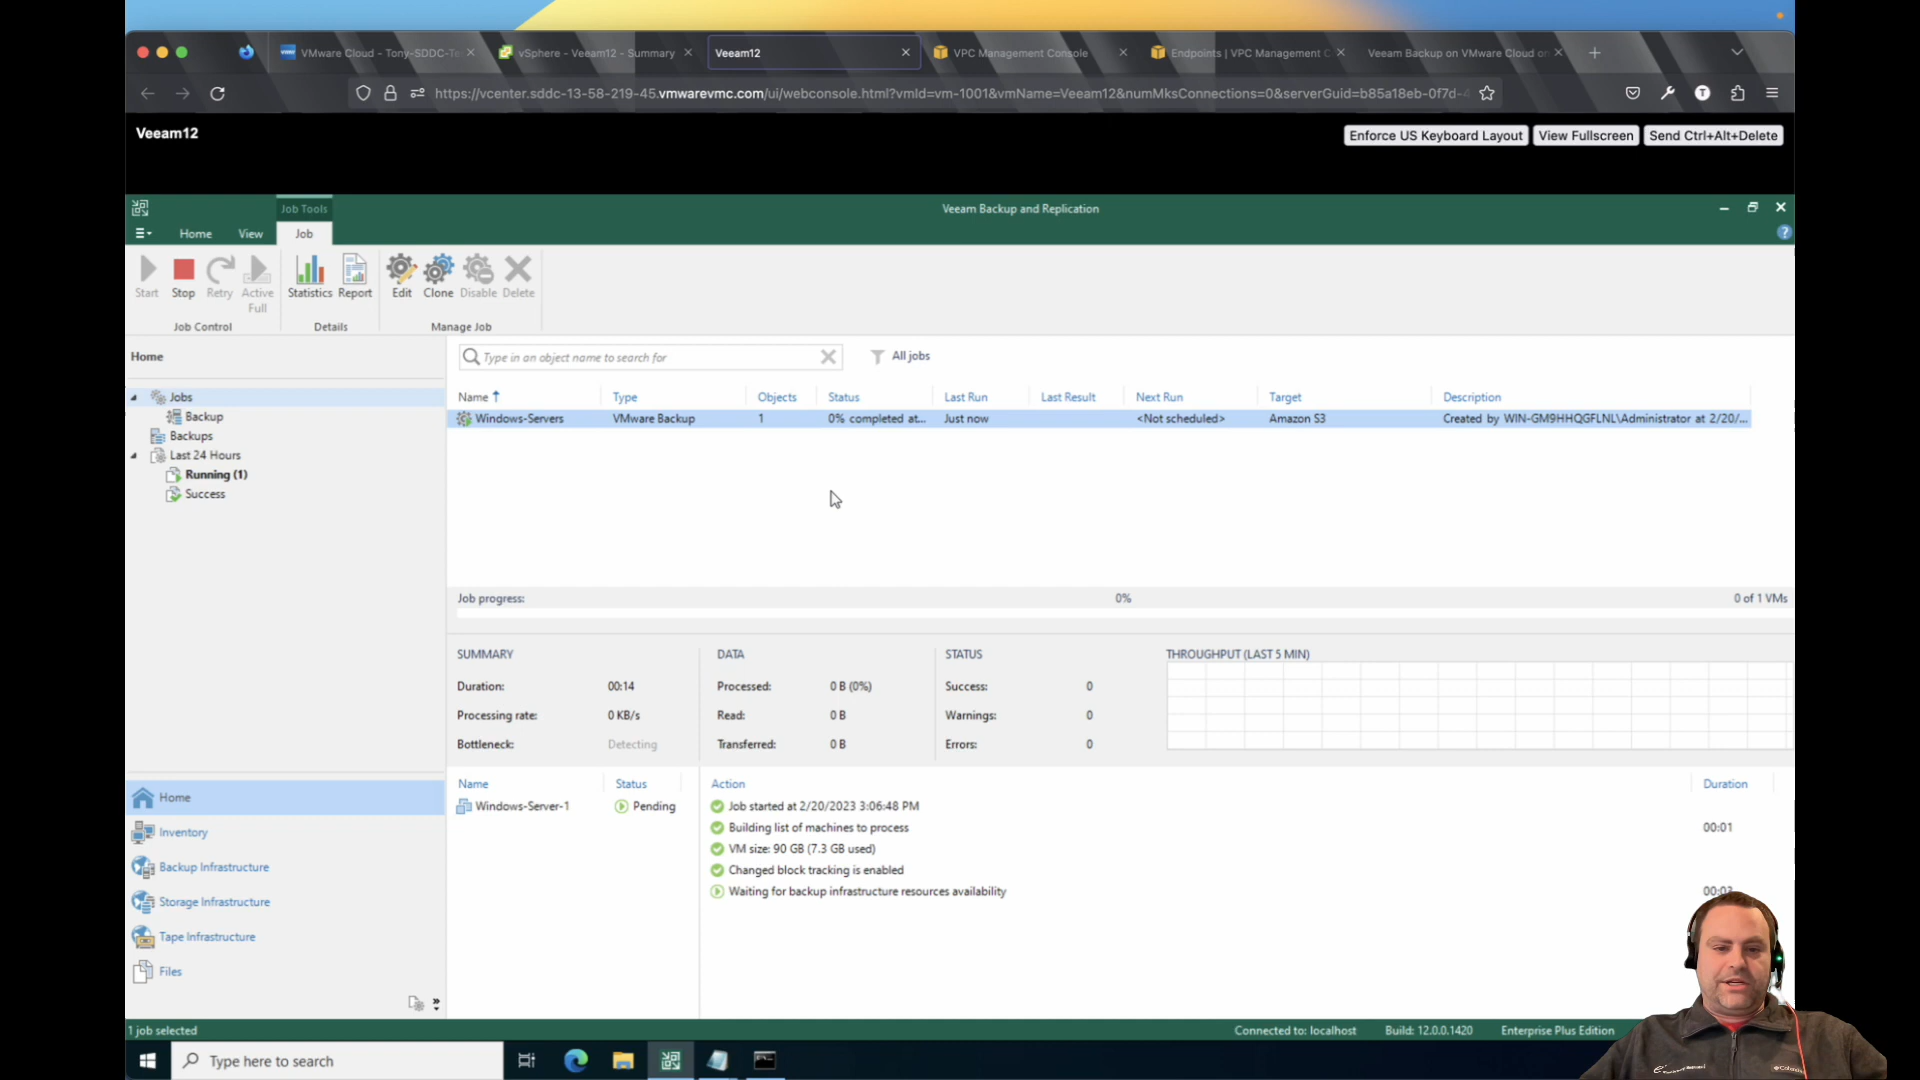 VMware Cloud - Tony-SDDC-Te
vSphere - Veeam12 - Summary
Veeam12
VPC Management Console
Endpoints | VPC Management C
Veeam Backup on VMware Cloud on
https://vcenter.sddc-13-58-219-45.vmwarevmc.com/ui/webconsole.html?vmId=vm-1001&vmName=Veeam12&numMksConnections=0&serverGuid=b85a18eb-0f7d-4
Veeam12
Enforce US Keyboard Layout
View Fullscreen
Send Ctrl+Alt+Delete
Job Tools
Veeam Backup and Replication
Home
View
Job
Start
Stop
Retry
Active Full
Statistics
Report
Edit
Clone
Disable
Delete
Job Control
Details
Manage Job
Home
Type in an object name to search for
All jobs
Jobs
Backup
Backups
Last 24 Hours
Running (1)
Success
Name Type Objects Status Last Run Last Result Next Run Target Description
Windows-Servers VMware Backup 1 0% completed at... Just now <Not scheduled> Amazon S3 Created by WIN-GM9HHQGFLNL\Administrator at 2/20/...
Job progress: 0% 0 of 1 VMs
SUMMARY
Duration: 00:14
Processing rate: 0 KB/s
Bottleneck: Detecting
DATA
Processed: 0 B (0%)
Read: 0 B
Transferred: 0 B
STATUS
Success: 0
Warnings: 0
Errors: 0
THROUGHPUT (LAST 5 MIN)
Name Status
Windows-Server-1 Pending
Action Duration
Job started at 2/20/2023 3:06:48 PM
Building list of machines to process 00:01
VM size: 90 GB (7.3 GB used)
Changed block tracking is enabled
Waiting for backup infrastructure resources availability
Home
Inventory
Backup Infrastructure
Storage Infrastructure
Tape Infrastructure
Files
1 job selected
Connected to: localhost
Build: 12.0.0.1420
Enterprise Plus Edition
Type here to search